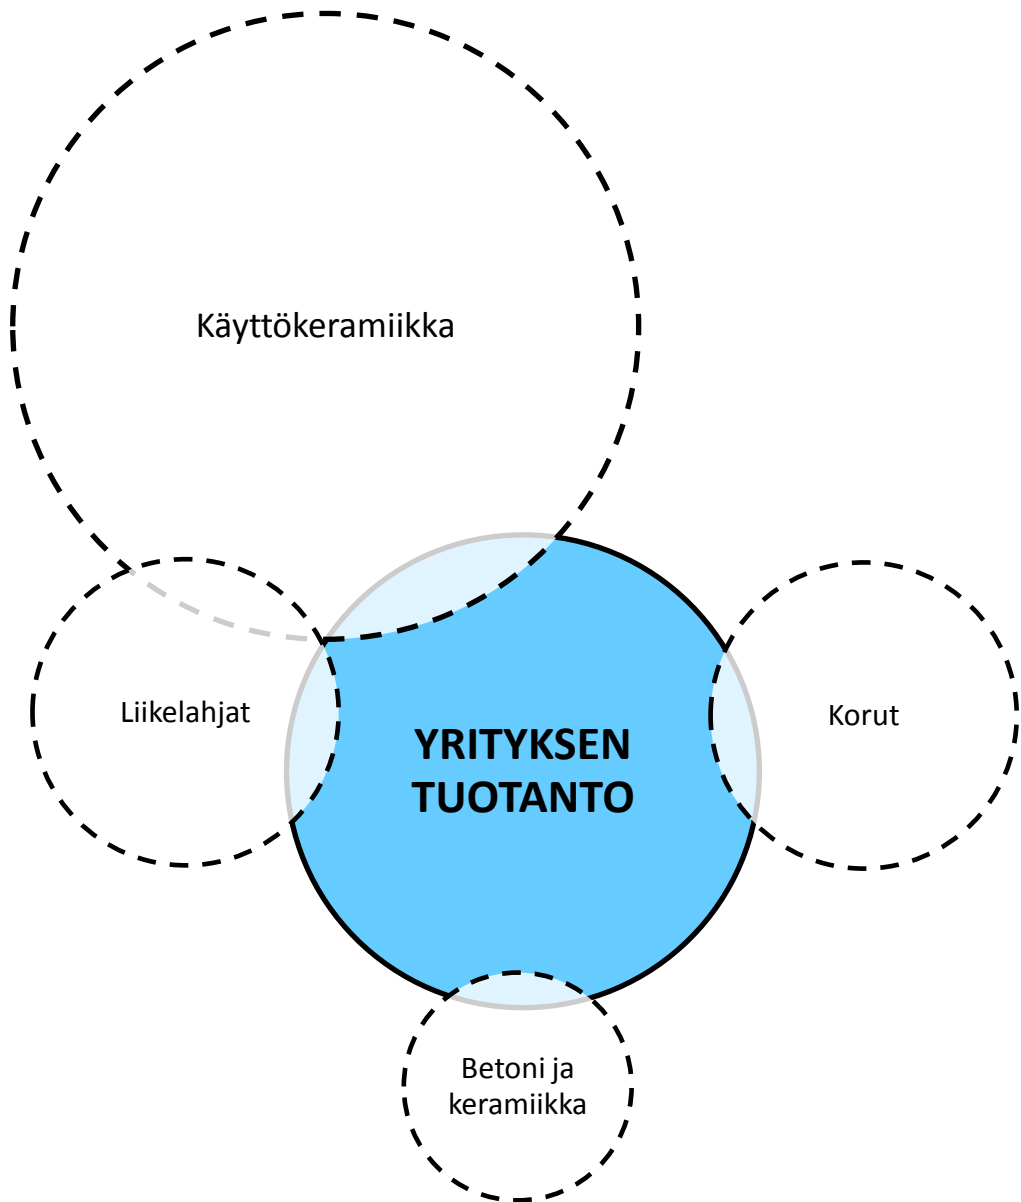 Käyttökeramiikka
Liikelahjat
Korut
YRITYKSEN
TUOTANTO
Betoni ja
keramiikka